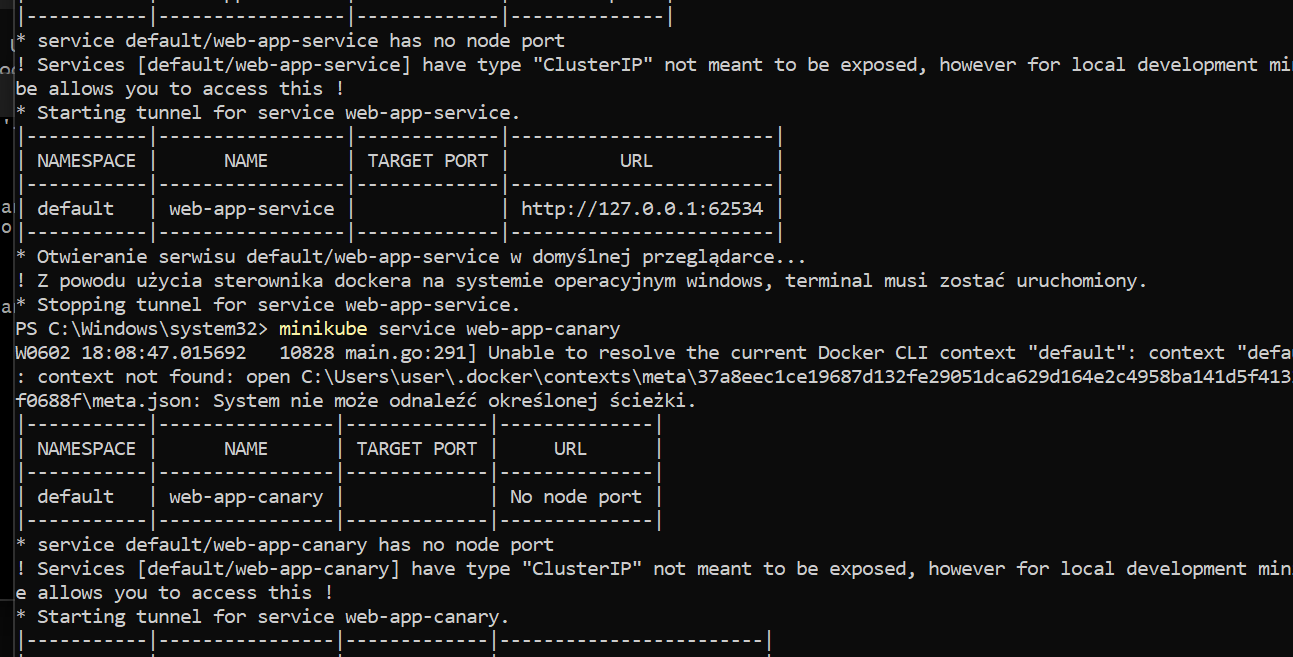 |-----------|-----------------|-------------|--------------|
* service default/web-app-service has no node port
! Services [default/web-app-service] have type "ClusterIP" not meant to be exposed, however for local development min
be allows you to access this !
* Starting tunnel for service web-app-service.
|-----------|-----------------|-------------|------------------------|
| NAMESPACE | NAME | TARGET PORT | URL |
|-----------|-----------------|-------------|------------------------|
| default | web-app-service | | http://127.0.0.1:62534 |
|-----------|-----------------|-------------|------------------------|
* Otwieranie serwisu default/web-app-service w domyślnej przeglądarce...
! Z powodu użycia sterownika dockera na systemie operacyjnym windows, terminal musi zostać uruchomiony.
* Stopping tunnel for service web-app-service.
PS C:\Windows\system32> minikube service web-app-canary
W0602 18:08:47.015692   10828 main.go:291] Unable to resolve the current Docker CLI context "default": context "defa
: context not found: open C:\Users\user\.docker\contexts\meta\37a8eec1ce19687d132fe29051dca629d164e2c4958ba141d5f413
f0688f\meta.json: System nie może odnaleźć określonej ścieżki.
|-----------|----------------|-------------|--------------|
| NAMESPACE | NAME | TARGET PORT | URL |
|-----------|----------------|-------------|--------------|
| default | web-app-canary | | No node port |
|-----------|----------------|-------------|--------------|
* service default/web-app-canary has no node port
! Services [default/web-app-canary] have type "ClusterIP" not meant to be exposed, however for local development min
e allows you to access this !
* Starting tunnel for service web-app-canary.
|-----------|----------------|-------------|------------------------|